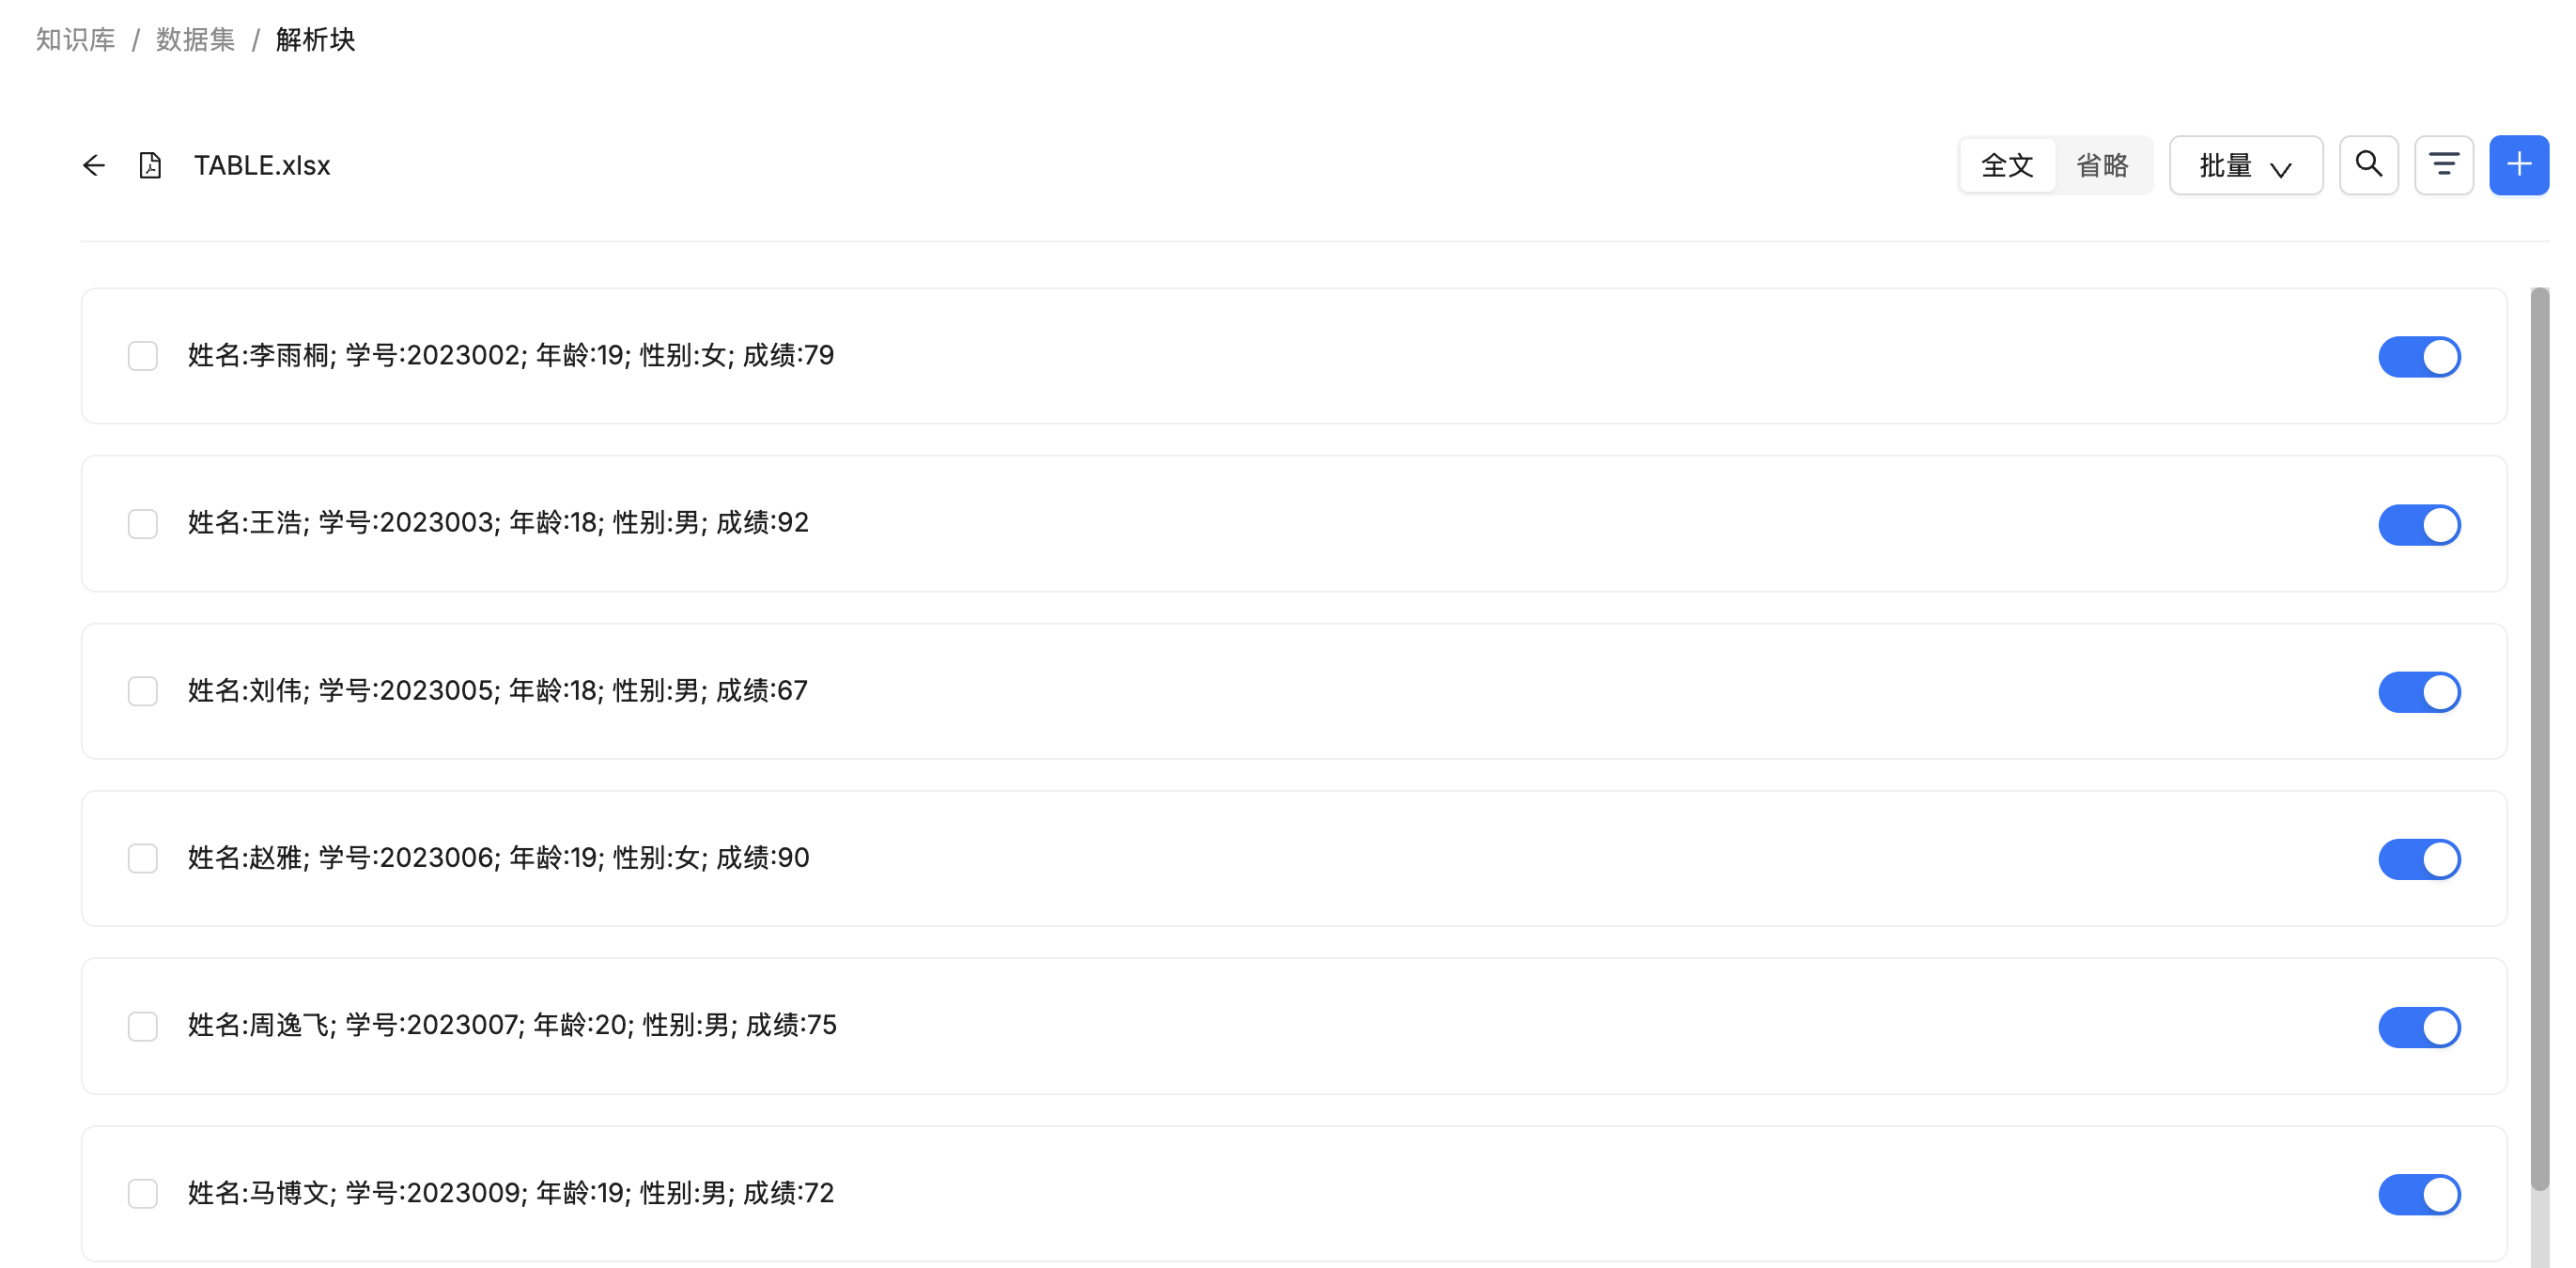 知识库 / 数据集 / 解析块
TABLE.xlsx
全文 省略 批量
姓名:李雨桐; 学号:2023002; 年龄:19; 性别:女; 成绩:79
姓名:王浩; 学号:2023003; 年龄:18; 性别:男; 成绩:92
姓名:刘伟; 学号:2023005; 年龄:18; 性别:男; 成绩:67
姓名:赵雅; 学号:2023006; 年龄:19; 性别:女; 成绩:90
姓名:周逸飞; 学号:2023007; 年龄:20; 性别:男; 成绩:75
姓名:马博文; 学号:2023009; 年龄:19; 性别:男; 成绩:72